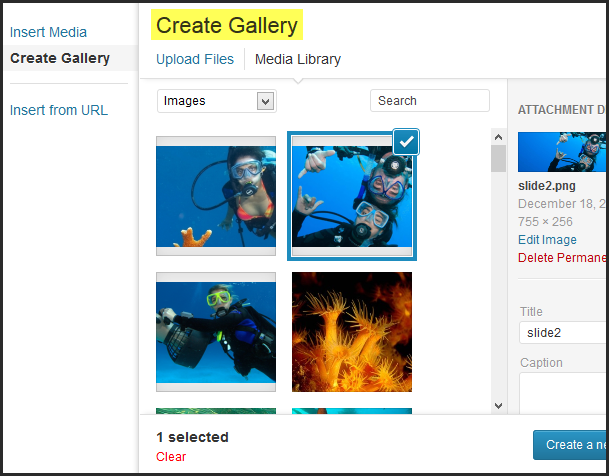 Insert Media
Create Gallery
Insert from URL
Create Gallery
Upload Files
Media Library
Images
Search
1 selected
Clear
ATTACHMENT D
slide2.png
December 18, 2
755 × 256
Edit Image
Delete Permane
Title
slide2
Caption
Create a ne